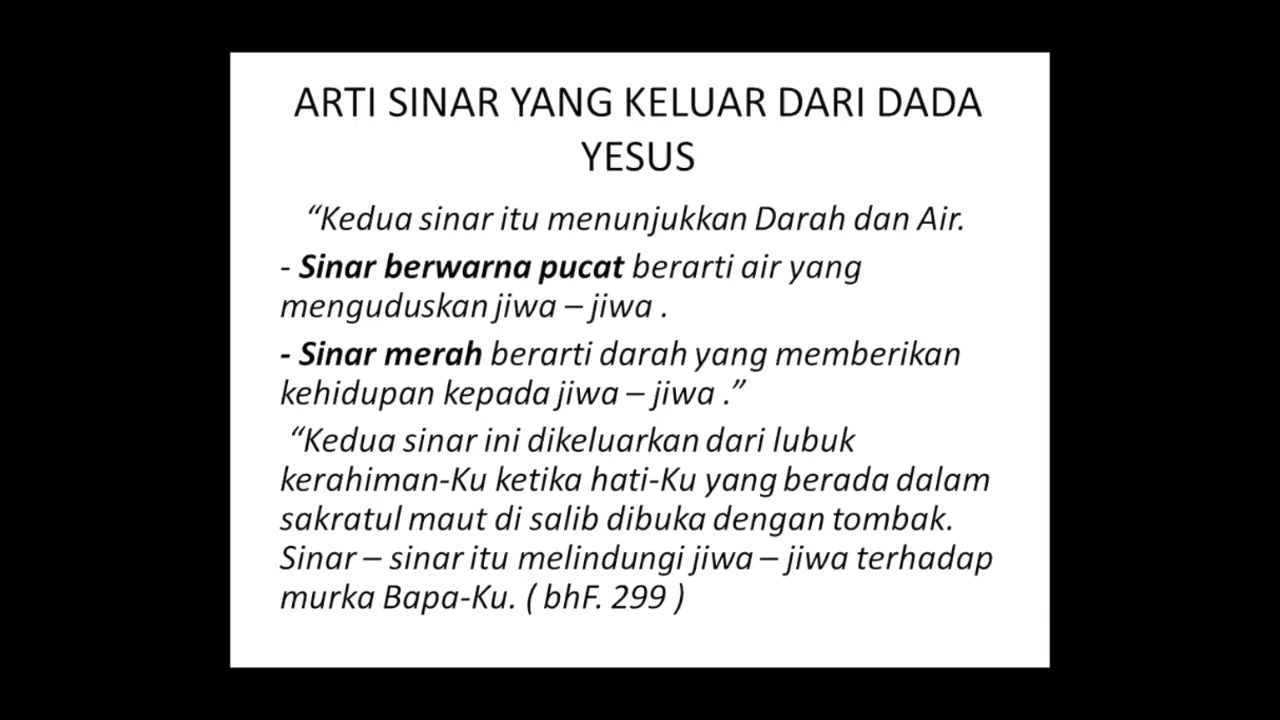 ARTI SINAR YANG KELUAR DARI DADA
YESUS
“Kedua sinar itu menunjukkan Darah dan Air.
- Sinar berwarna pucat berarti air yang
menguduskan jiwa – jiwa .
- Sinar merah berarti darah yang memberikan
kehidupan kepada jiwa – jiwa .”
“Kedua sinar ini dikeluarkan dari lubuk
kerahiman-Ku ketika hati-Ku yang berada dalam
sakratul maut di salib dibuka dengan tombak.
Sinar – sinar itu melindungi jiwa – jiwa terhadap
murka Bapa-Ku. ( bhF. 299 )